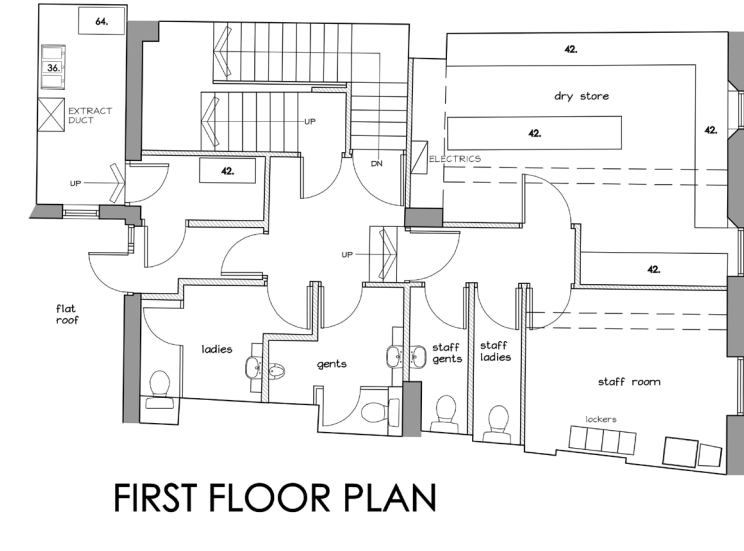 64.
42.
36.
dry store
EXTRACT
DUCT
UP
42.
42.
ELECTRICS
DN
UP
42.
UP
42.
flat
roof
ladies
gents
staff
gents
staff
ladies
staff room
lockers
FIRST FLOOR PLAN